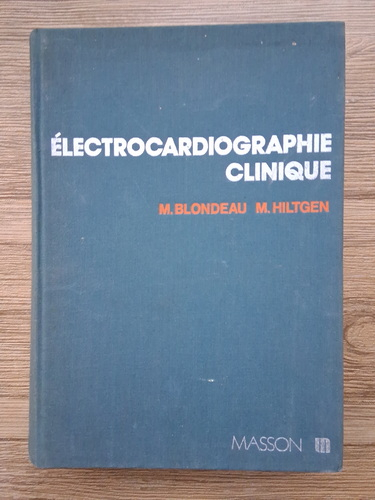 ÉLECTROCARDIOGRAPHIE
CLINIQUE
M. BLONDEAU M. HILTGEN
MASSON